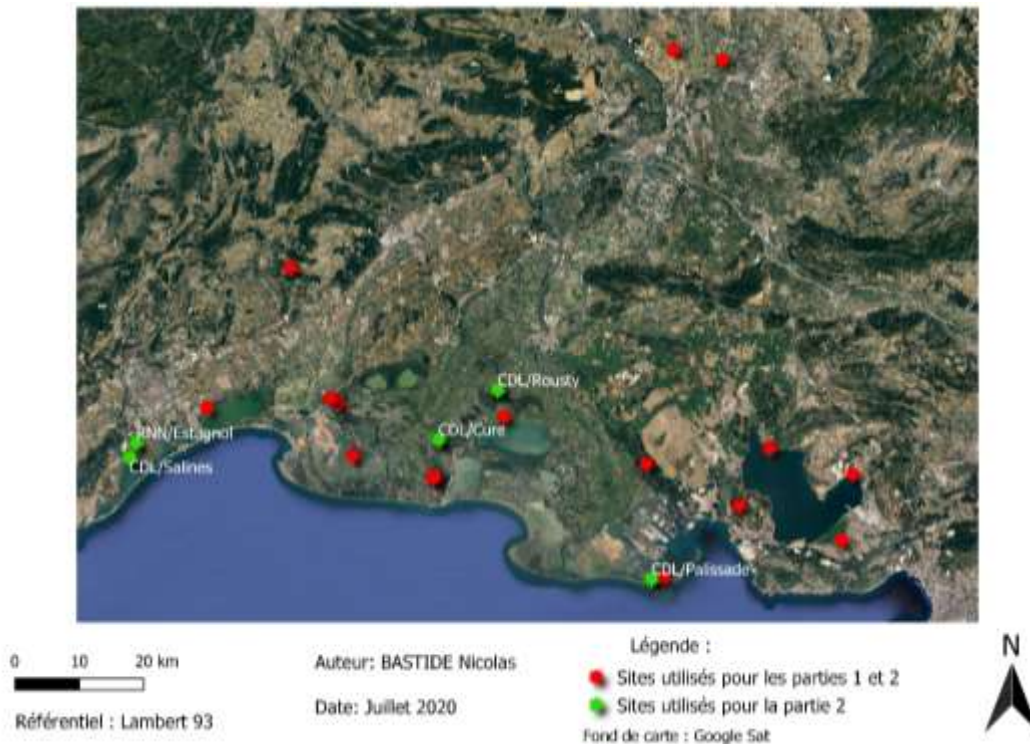 CDL/Rousty
CDL/Cure
RNN/Estagnol
CDL/Salines
CDL/Palissade
0 10 20 km
Référentiel : Lambert 93
Auteur: BASTIDE Nicolas
Date: Juillet 2020
Légende :
Sites utilisés pour les parties 1 et 2
Sites utilisés pour la partie 2
Fond de carte : Google Sat
N